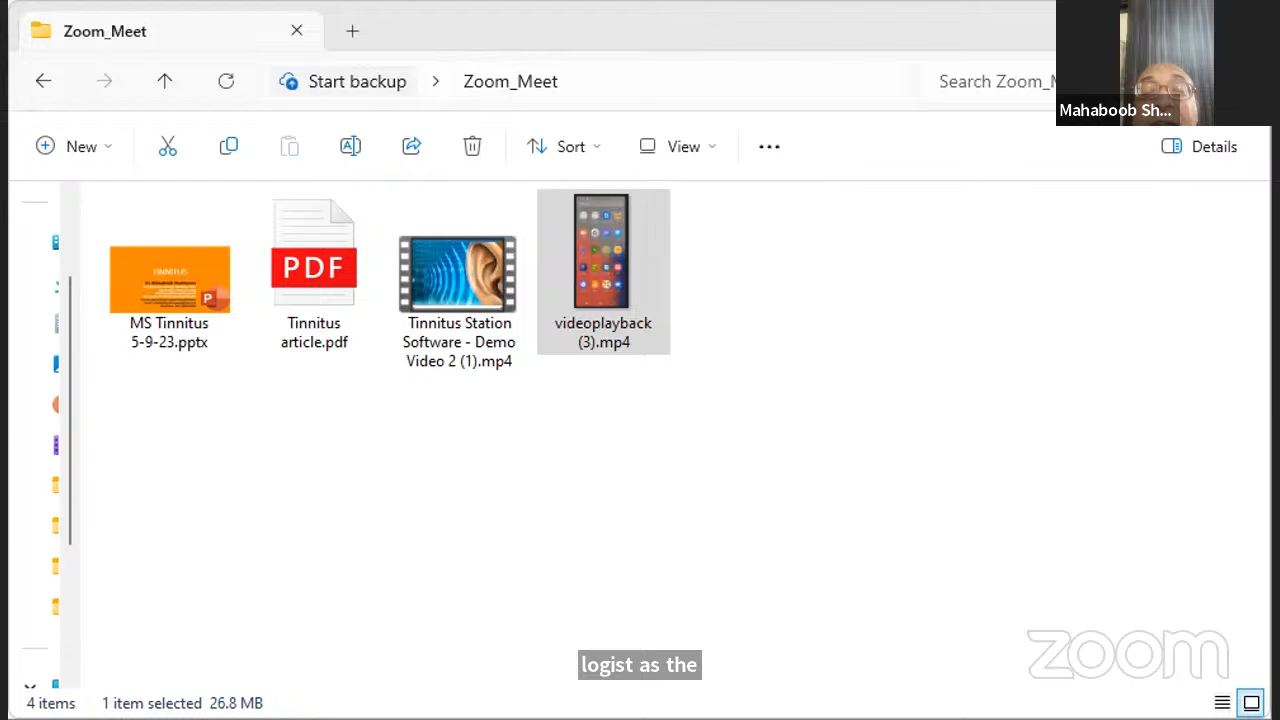 Zoom_Meet
Start backup
Zoom_Meet
Search Zoom_M
Mahaboob Sh...
New
Sort
View
Details
TINNITUS
P
PDF
MS Tinnitus
5-9-23.pptx
Tinnitus
article.pdf
Tinnitus Station
Software - Demo
Video 2 (1).mp4
videoplayback
(3).mp4
logist as the
zoom
4 items
1 item selected 26.8 MB